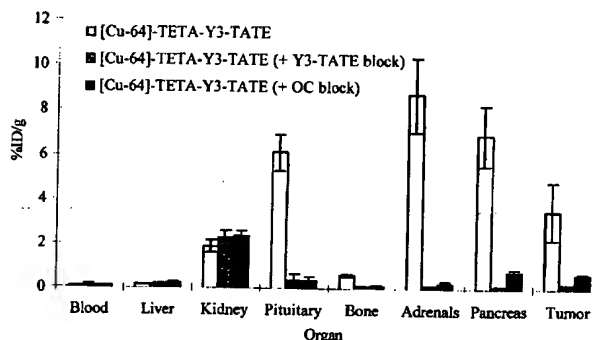 [Cu-64]-TETA-Y3-TATE
[Cu-64]-TETA-Y3-TATE (+ Y3-TATE block)
[Cu-64]-TETA-Y3-TATE (+ OC block)
12
10
8
6
4
2
0
%ID/g
Blood Liver Kidney Pituitary Bone Adrenals Pancreas Tumor
Organ